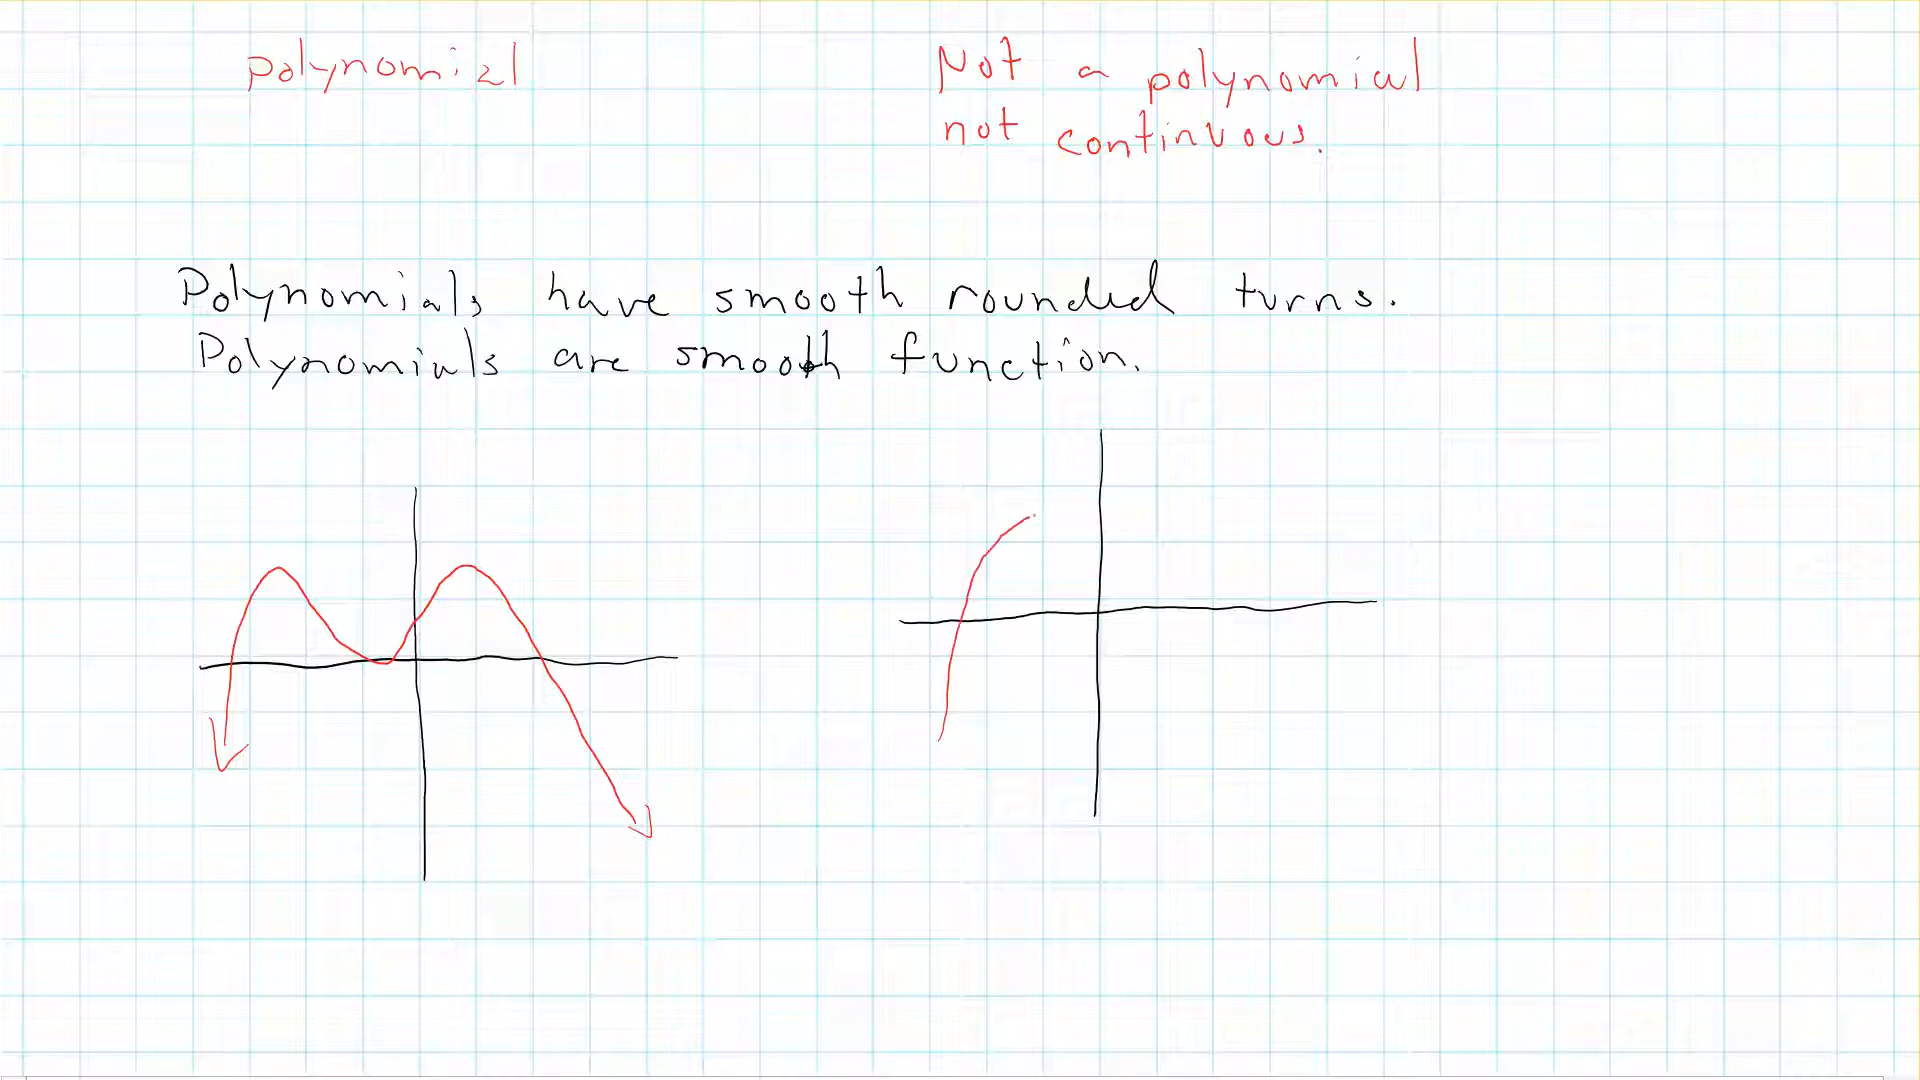 polynomial
Not a polynomial
not continuous.
Polynomials have smooth rounded turns.
Polynomials are smooth function.